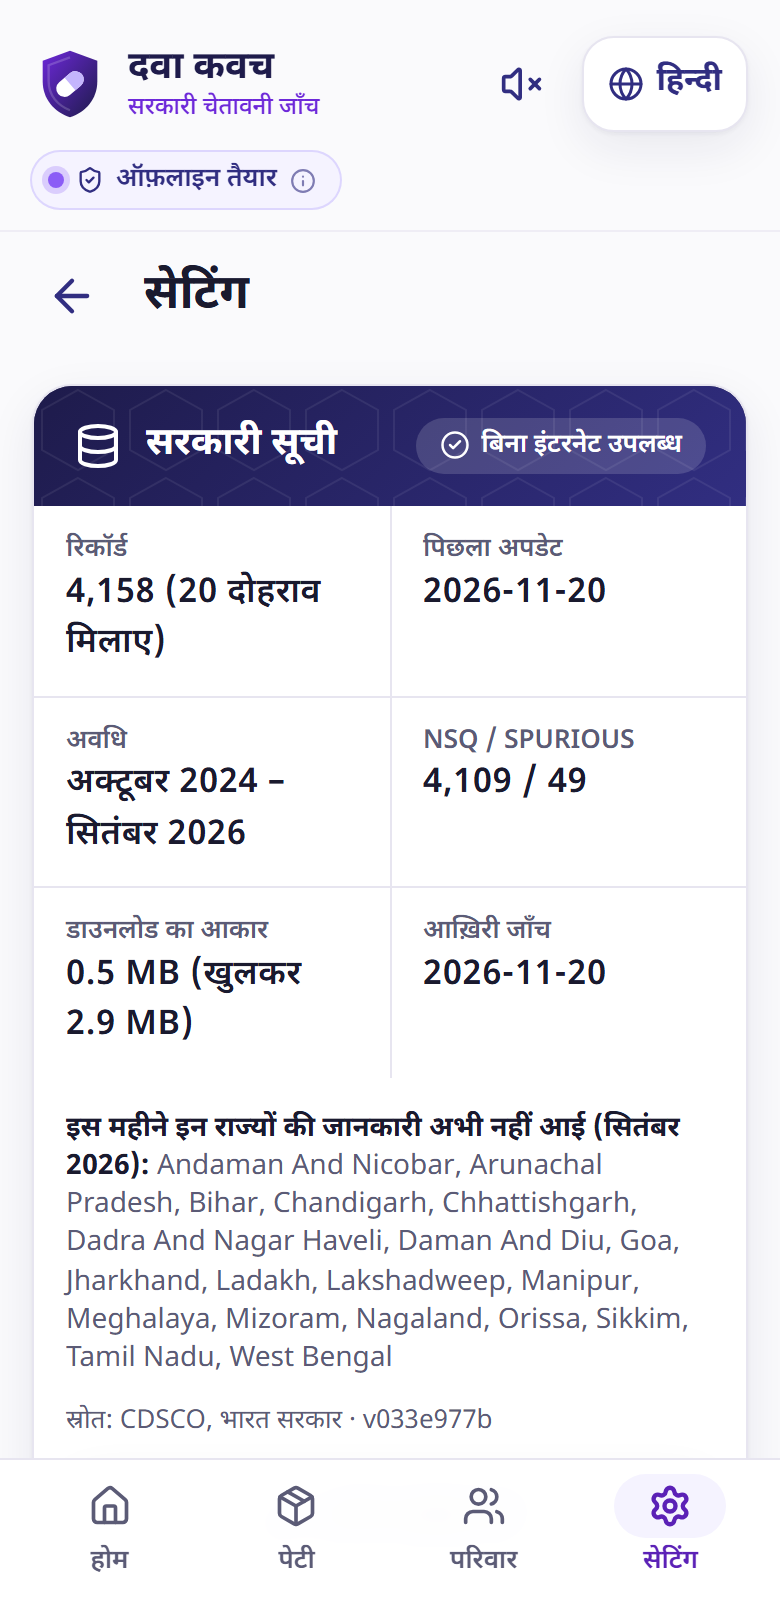 दवा कवच
सरकारी चेतावनी जाँच
हिन्दी
ऑफ़लाइन तैयार
सेटिंग
सरकारी सूची
बिना इंटरनेट उपलब्ध
रिकॉर्ड
4,158 (20 दोहराव
मिलाए)
पिछला अपडेट
2026-11-20
अवधि
अक्टूबर 2024 –
सितंबर 2026
NSQ / SPURIOUS
4,109 / 49
डाउनलोड का आकार
0.5 MB (खुलकर
2.9 MB)
आख़िरी जाँच
2026-11-20
इस महीने इन राज्यों की जानकारी अभी नहीं आई (सितंबर
2026): Andaman And Nicobar, Arunachal
Pradesh, Bihar, Chandigarh, Chhattishgarh,
Dadra And Nagar Haveli, Daman And Diu, Goa,
Jharkhand, Ladakh, Lakshadweep, Manipur,
Meghalaya, Mizoram, Nagaland, Orissa, Sikkim,
Tamil Nadu, West Bengal
स्रोत: CDSCO, भारत सरकार · v033e977b
होम
पेटी
परिवार
सेटिंग